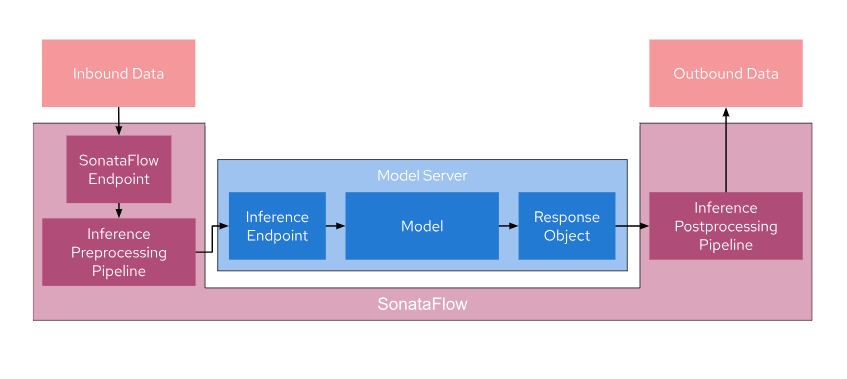 Inbound Data
Outbound Data
SonataFlow
Endpoint
Inference
Preprocessing
Pipeline
Model Server
Inference
Endpoint
Model
Response
Object
Inference
Postprocessing
Pipeline
SonataFlow